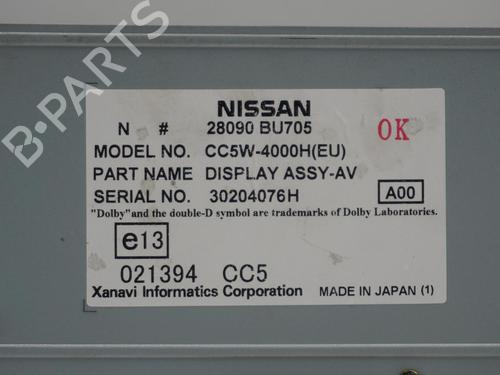 B-PARTS
NISSAN
N # 28090 BU705
OK
MODEL NO. CC5W-4000H(EU)
PART NAME DISPLAY ASSY-AV
SERIAL NO. 30204076H
A00
"Dolby"and the double-D symbol are trademarks of Dolby Laboratories.
e13
021394 CC5
Xanavi Informatics Corporation MADE IN JAPAN (1)